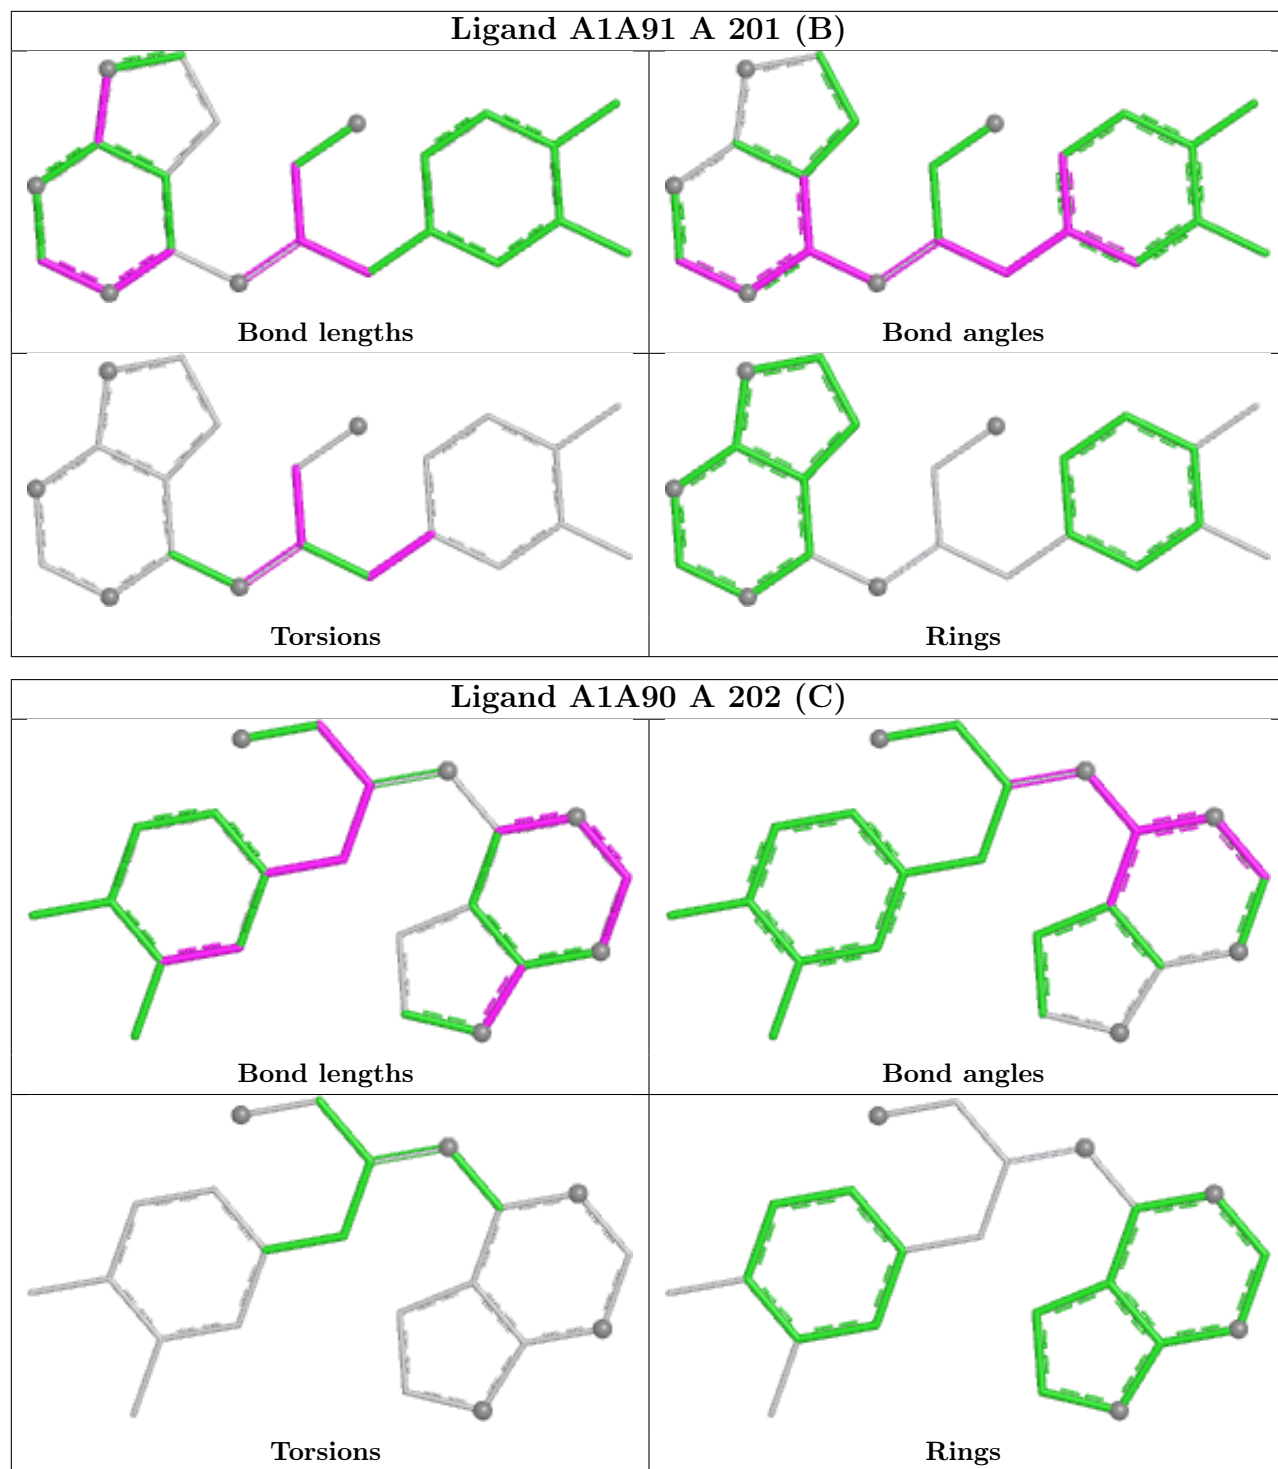 Ligand A1A91 A 201 (B)
Bond lengths
Bond angles
Torsions
Rings
Ligand A1A90 A 202 (C)
Bond lengths
Bond angles
Torsions
Rings